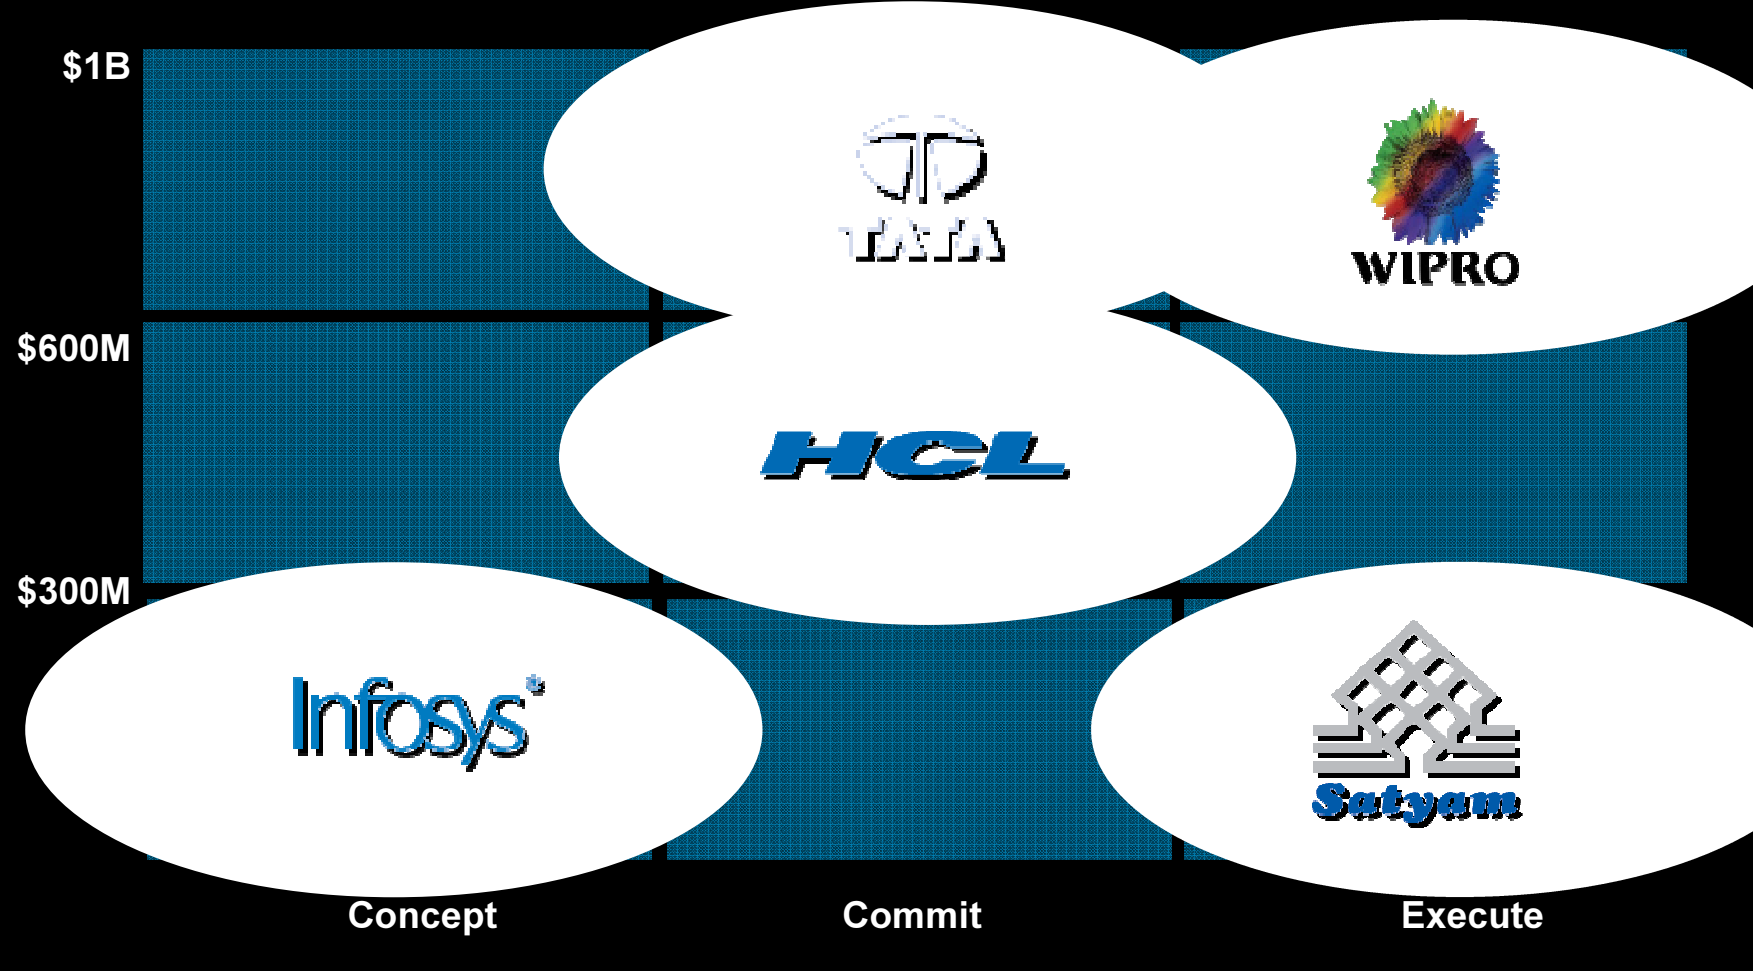 $1B
TATA
WIPRO
$600M
HCL
$300M
Infosys®
Satyam
Concept
Commit
Execute